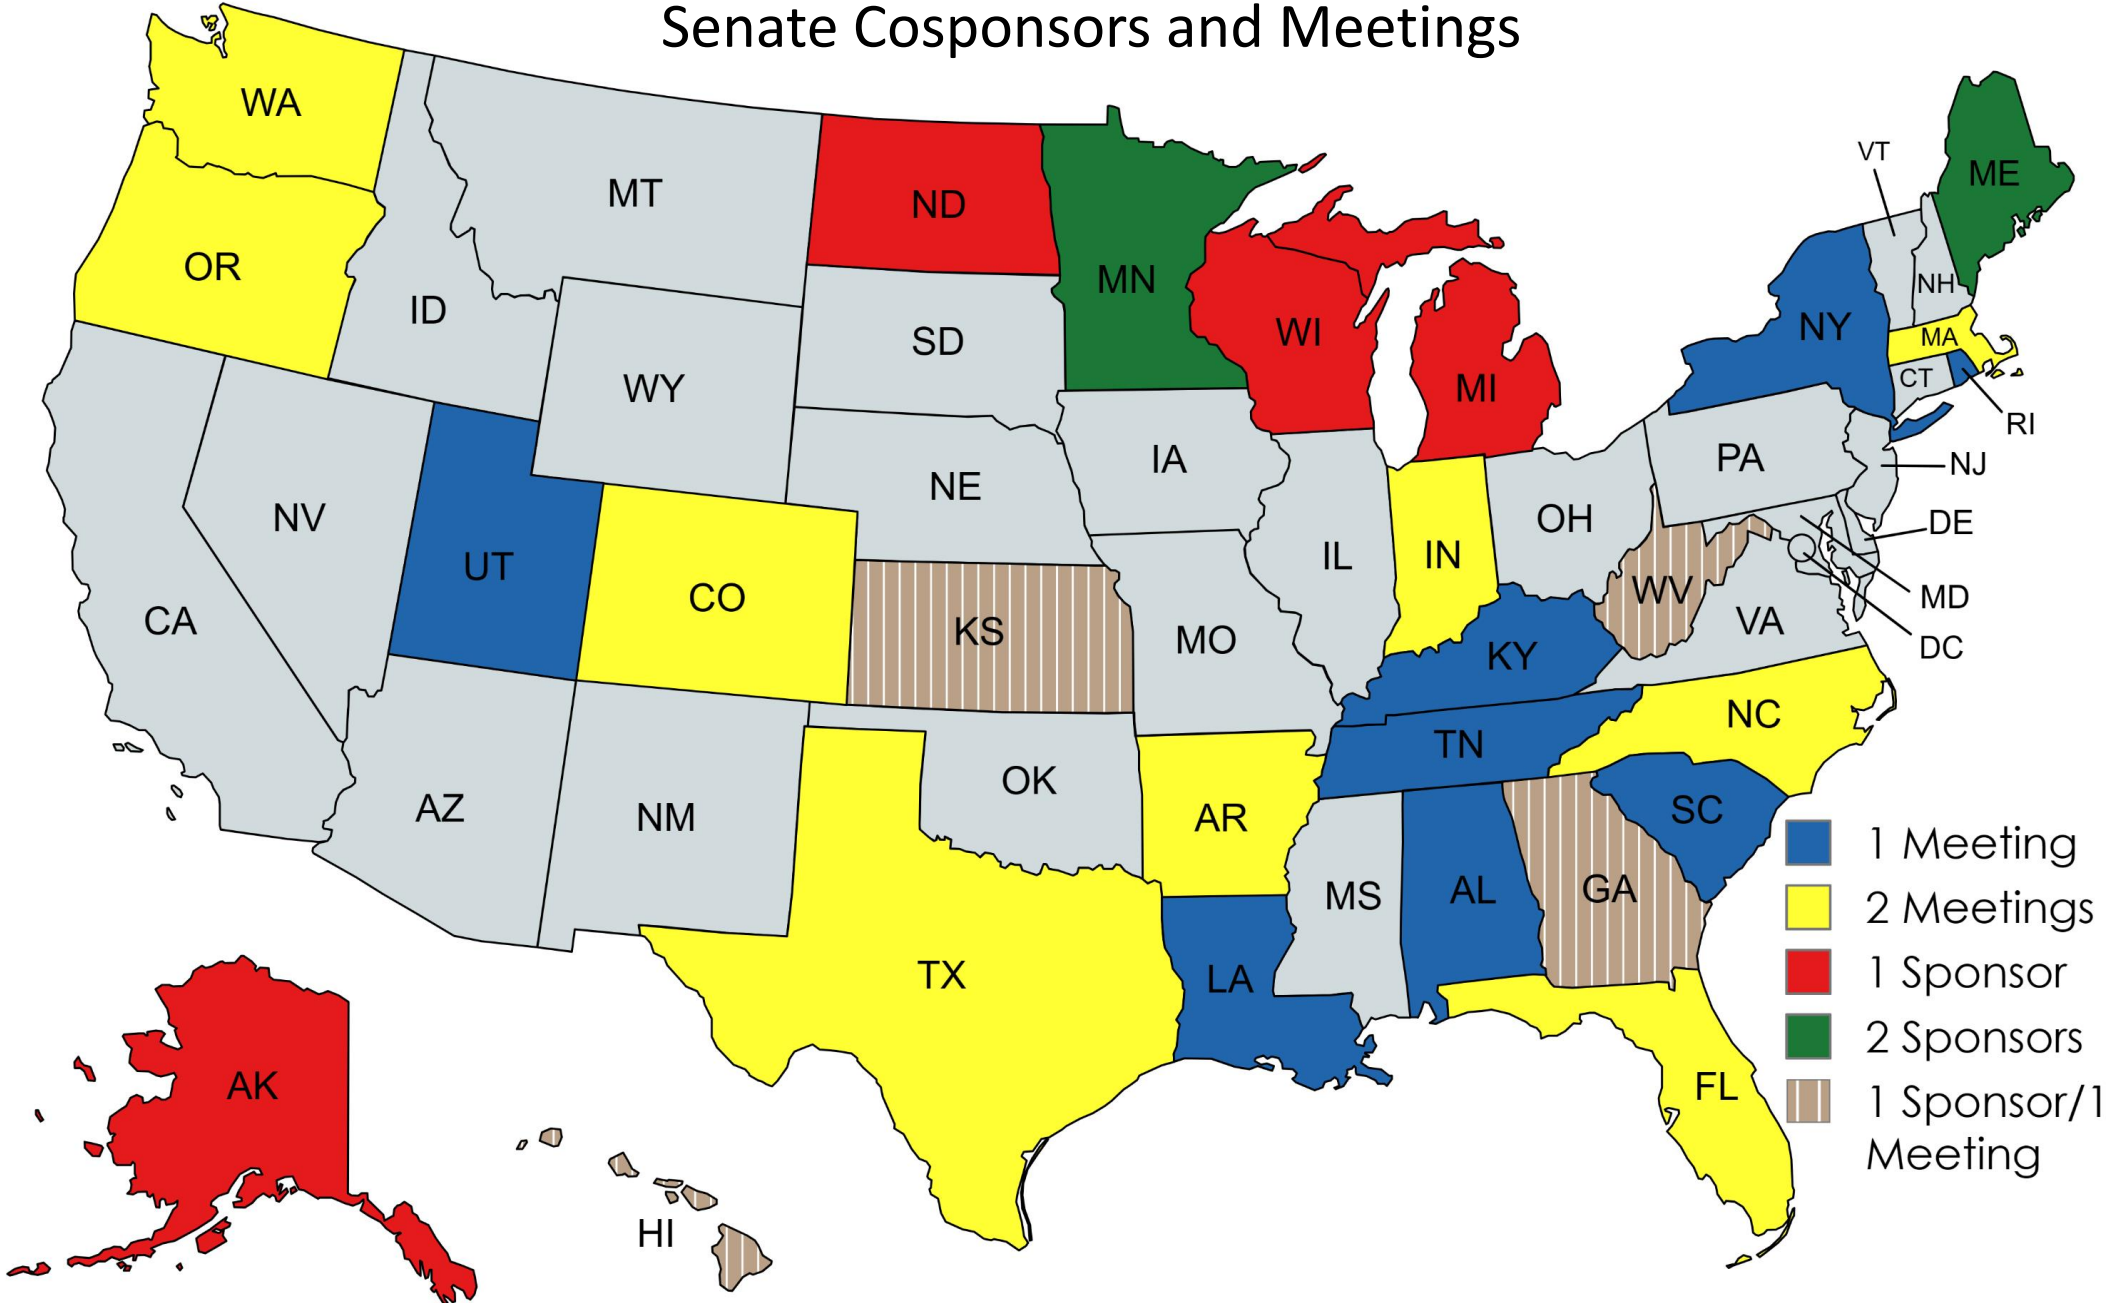 Senate Cosponsors and Meetings
WA
OR
CA
NV
ID
MT
WY
UT
AZ
CO
NM
ND
SD
NE
KS
OK
TX
MN
IA
MO
AR
LA
WI
IL
MI
IN
OH
KY
TN
MS
AL
GA
FL
SC
NC
VA
WV
PA
NY
VT
NH
ME
MA
CT
RI
NJ
DE
MD
DC
AK
HI
1 Meeting
2 Meetings
1 Sponsor
2 Sponsors
1 Sponsor/1
Meeting